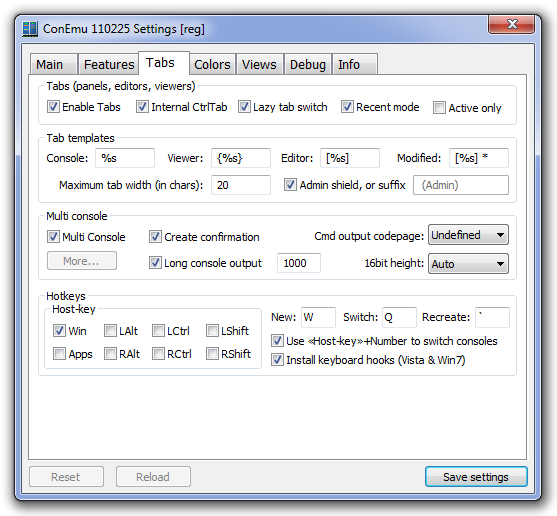 ConEmu 110225 Settings [reg]
Main Features Tabs Colors Views Debug Info
Tabs (panels, editors, viewers)
Enable Tabs Internal CtrlTab Lazy tab switch Recent mode Active only
Tab templates
Console: %s Viewer: {%s} Editor: [%s] Modified: [%s] *
Maximum tab width (in chars): 20 Admin shield, or suffix (Admin)
Multi console
Multi Console Create confirmation Cmd output codepage: Undefined
More... Long console output 1000 16bit height: Auto
Hotkeys
Host-key
New: W Switch: Q Recreate: `
Win LAlt LCtrl LShift
Use «Host-key»+Number to switch consoles
Apps RAlt RCtrl RShift
Install keyboard hooks (Vista & Win7)
Reset Reload Save settings